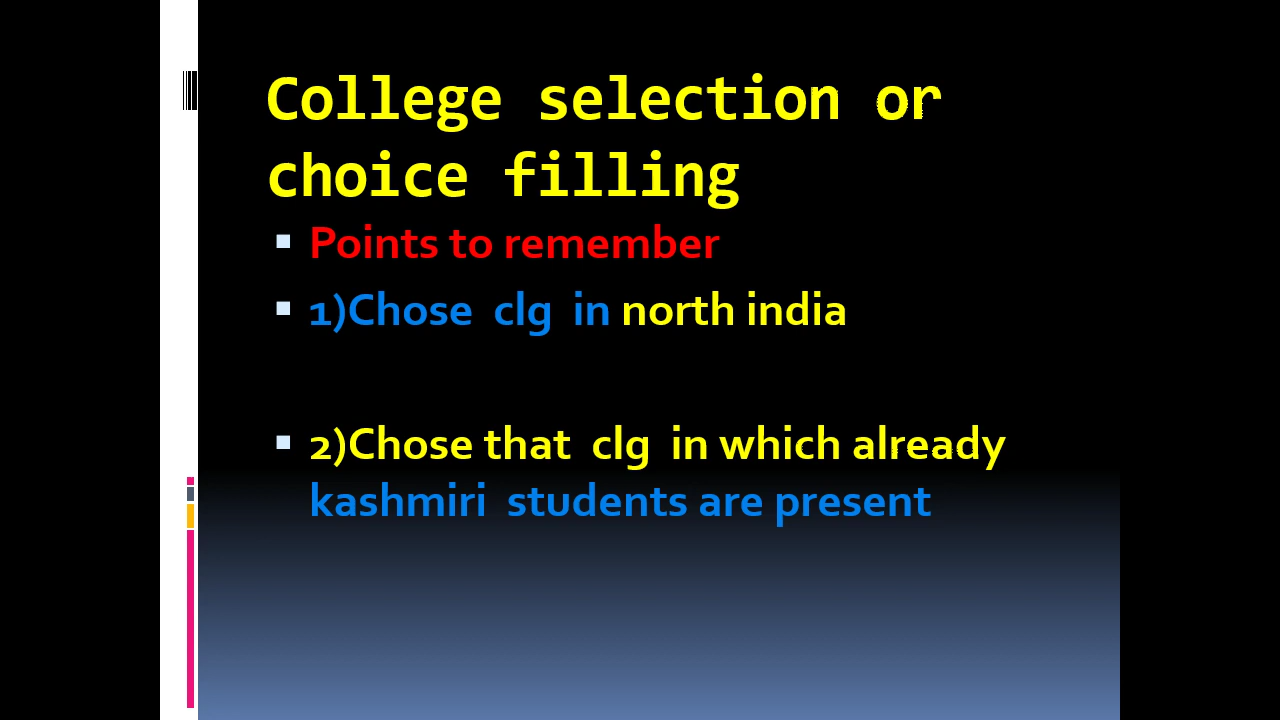 College selection or
choice filling
Points to remember
1)Chose clg in north india
2)Chose that clg in which already
kashmiri students are present